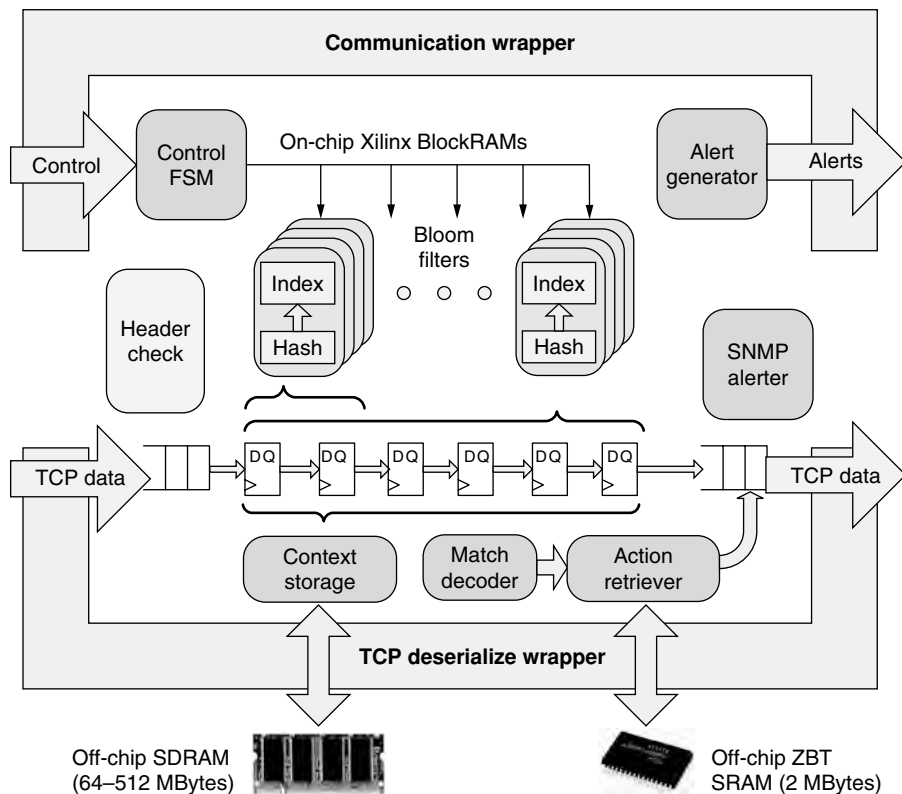 Communication wrapper
Control
Control
FSM
On-chip Xilinx BlockRAMs
Alert
generator
Alerts
Bloom
filters
Index
Hash
Index
Hash
Header
check
SNMP
alerter
TCP data
DQ
DQ
DQ
DQ
DQ
DQ
TCP data
Context
storage
Match
decoder
Action
retriever
TCP deserialize wrapper
Off-chip SDRAM
(64–512 MBytes)
Off-chip ZBT
SRAM (2 MBytes)